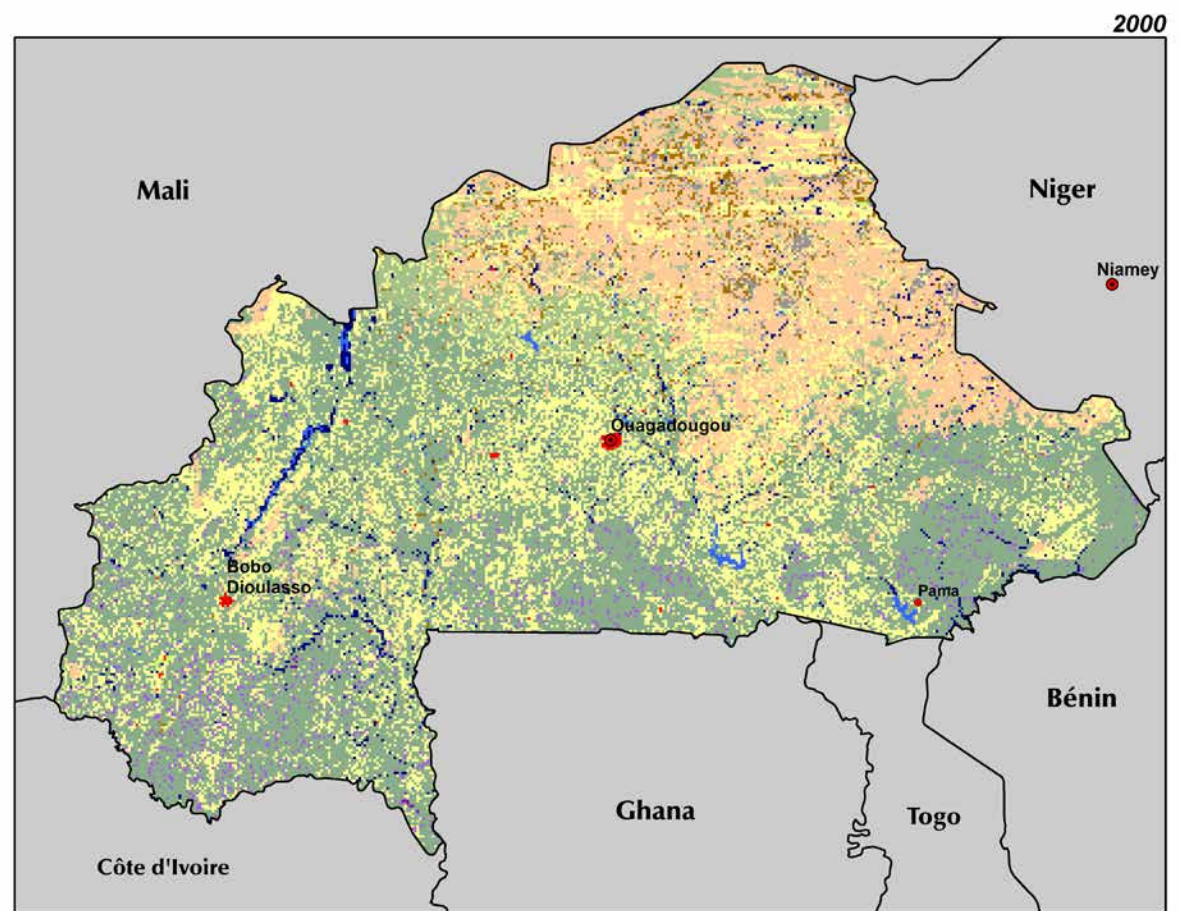 2000
Mali
Niger
Niamey
Ouagadougou
Bobo
Dioulasso
Pama
Bénin
Ghana
Togo
Côte d'Ivoire